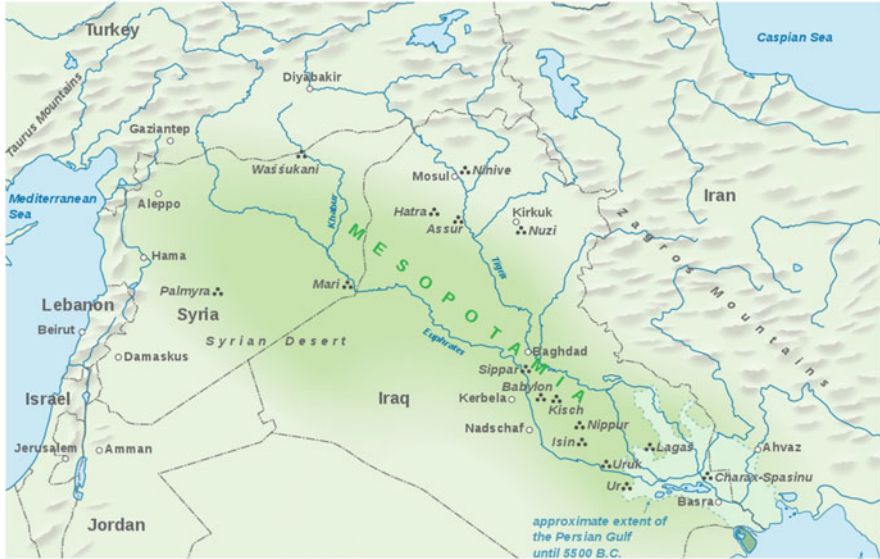 Turkey
Caspian Sea
Diyabakir
Taurus Mountains
Gaziantep
Wassukani
Mosul
Ninive
Mediterranean
Sea
Aleppo
Khabur
Hatra
Assur
Kirkuk
Nuzi
Iran
Zagros Mountains
MESOPOTAMIA
Tigris
Hama
Palmyra
Mari
Lebanon
Syria
Beirut
Syrian Desert
Euphrates
Baghdad
Damaskus
Sippar
Babylon
Israel
Iraq
Kerbela
Kisch
Nadschaf
Nippur
Isin
Lagaš
Ahvaz
Jerusalem
Amman
Uruk
Charax-Spasinu
Ur
Basra
Jordan
approximate extent of
the Persian Gulf
until 5500 B.C.